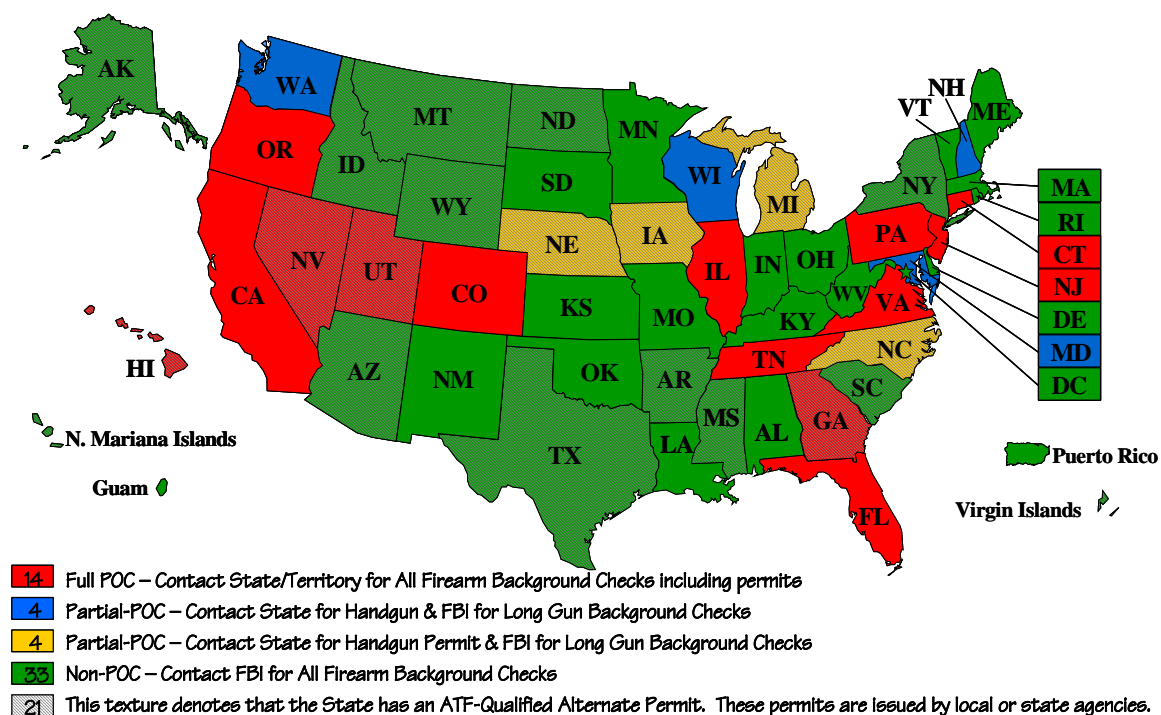 AK
WA
MT
ND
MN
VT
NH
ME
OR
ID
SD
WI
NY
MA
WY
MI
RI
NV
UT
NE
IA
PA
CT
CA
CO
IL
IN
OH
NJ
KS
MO
WV
VA
DE
KY
MD
HI
AZ
NM
OK
AR
TN
NC
DC
SC
MS
AL
GA
N. Mariana Islands
TX
LA
Puerto Rico
Guam
FL
Virgin Islands
14 Full POC – Contact State/Territory for All Firearm Background Checks including permits
4 Partial-POC – Contact State for Handgun & FBI for Long Gun Background Checks
4 Partial-POC – Contact State for Handgun Permit & FBI for Long Gun Background Checks
33 Non-POC – Contact FBI for All Firearm Background Checks
21 This texture denotes that the State has an ATF-Qualified Alternate Permit. These permits are issued by local or state agencies.